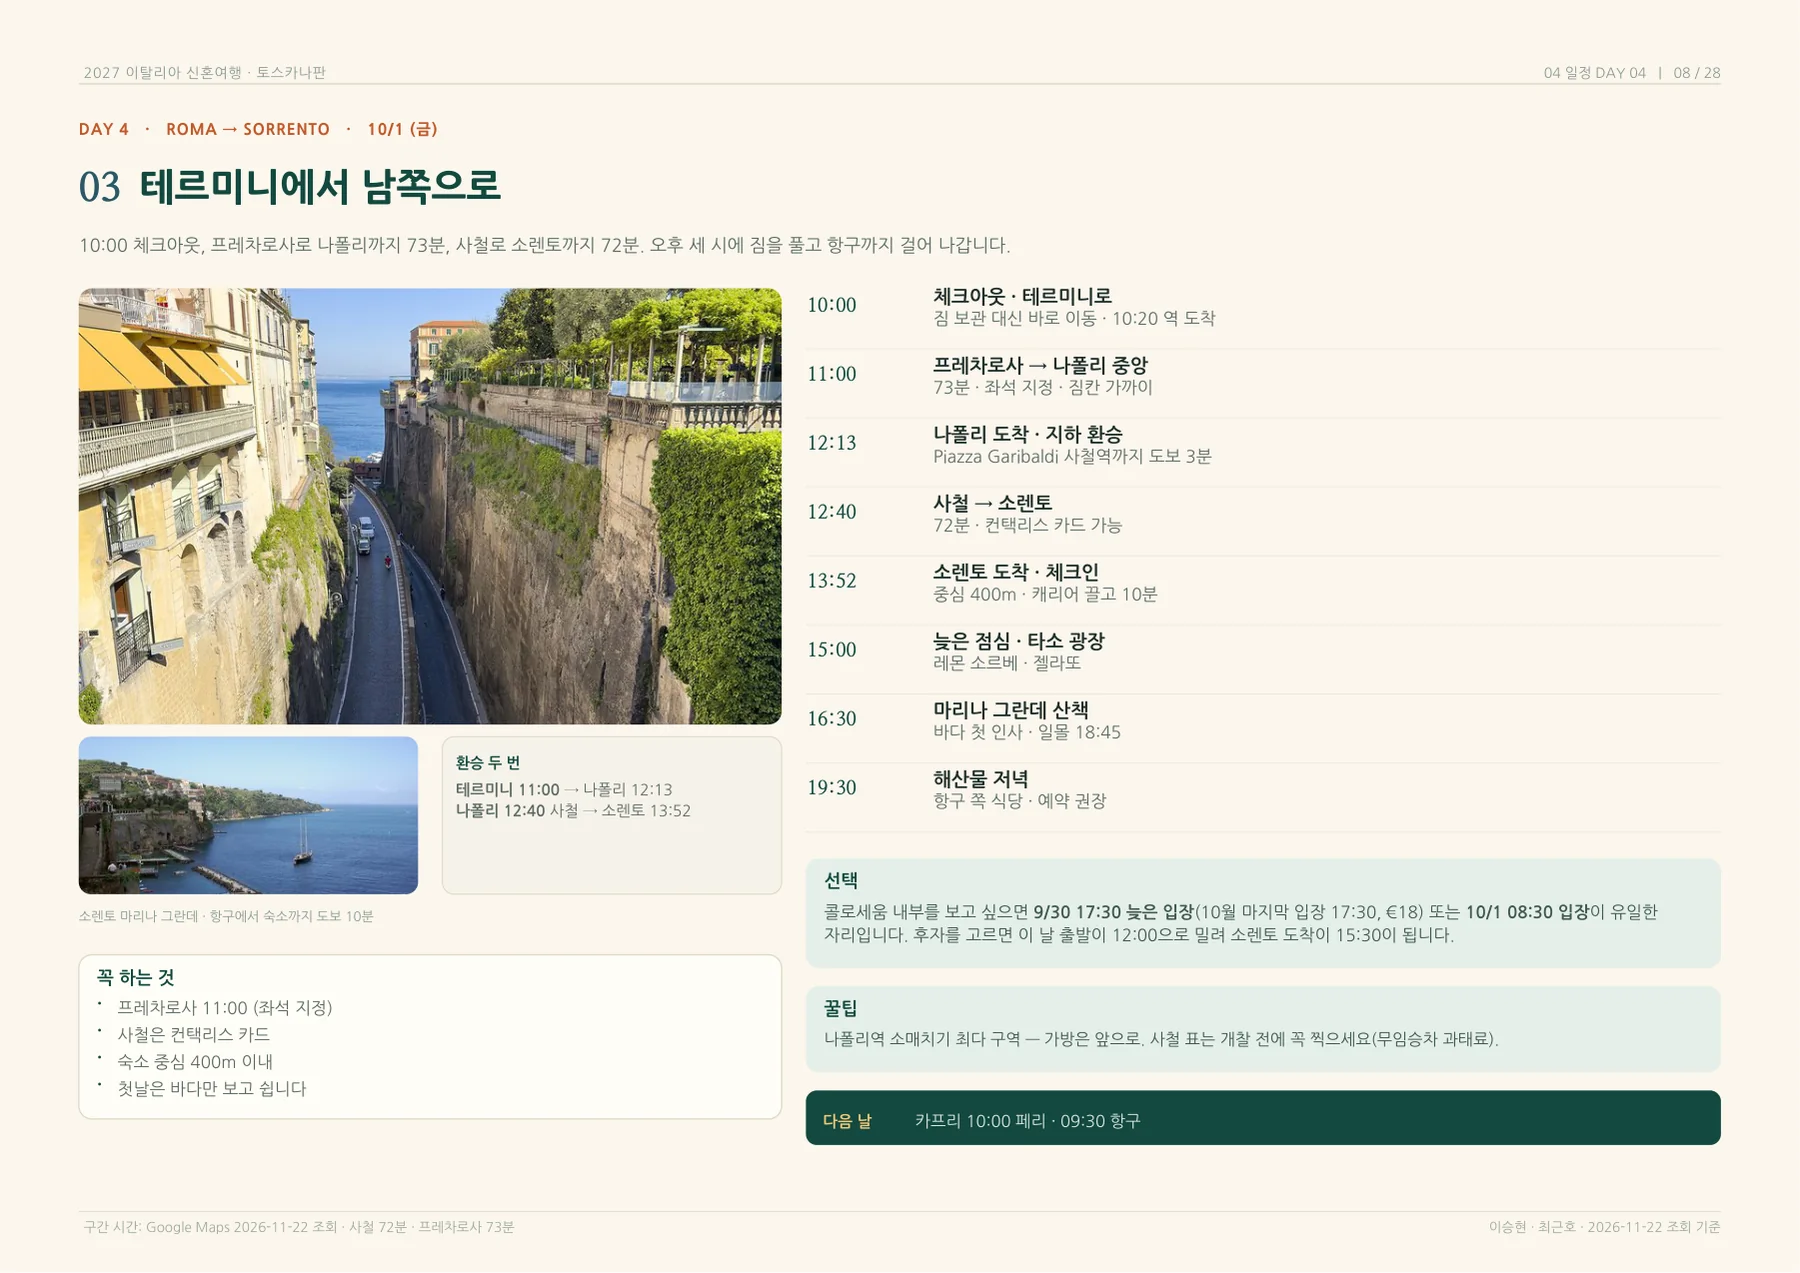 2027 이탈리아 신혼여행 · 토스카나판
04 일정 DAY 04 | 08 / 28
DAY 4 · ROMA → SORRENTO · 10/1 (금)
03 테르미니에서 남쪽으로
10:00 체크아웃, 프레차로사로 나폴리까지 73분, 사철로 소렌토까지 72분. 오후 세 시에 짐을 풀고 항구까지 걸어 나갑니다.
소렌토 마리나 그란데 · 항구에서 숙소까지 도보 10분
환승 두 번
테르미니 11:00 → 나폴리 12:13
나폴리 12:40 사철 → 소렌토 13:52
꼭 하는 것
• 프레차로사 11:00 (좌석 지정)
• 사철은 컨택리스 카드
• 숙소 중심 400m 이내
• 첫날은 바다만 보고 쉽니다
10:00 체크아웃 · 테르미니로
짐 보관 대신 바로 이동 · 10:20 역 도착
11:00 프레차로사 → 나폴리 중앙
73분 · 좌석 지정 · 짐칸 가까이
12:13 나폴리 도착 · 지하 환승
Piazza Garibaldi 사철역까지 도보 3분
12:40 사철 → 소렌토
72분 · 컨택리스 카드 가능
13:52 소렌토 도착 · 체크인
중심 400m · 캐리어 끌고 10분
15:00 늦은 점심 · 타소 광장
레몬 소르베 · 젤라또
16:30 마리나 그란데 산책
바다 첫 인사 · 일몰 18:45
19:30 해산물 저녁
항구 쪽 식당 · 예약 권장
선택
콜로세움 내부를 보고 싶으면 9/30 17:30 늦은 입장(10월 마지막 입장 17:30, €18) 또는 10/1 08:30 입장이 유일한
자리입니다. 후자를 고르면 이 날 출발이 12:00으로 밀려 소렌토 도착이 15:30이 됩니다.
꿀팁
나폴리역 소매치기 최다 구역 — 가방은 앞으로. 사철 표는 개찰 전에 꼭 찍으세요(무임승차 과태료).
다음 날 카프리 10:00 페리 · 09:30 항구
구간 시간: Google Maps 2026-11-22 조회 · 사철 72분 · 프레차로사 73분
이승현 · 최근호 · 2026-11-22 조회 기준